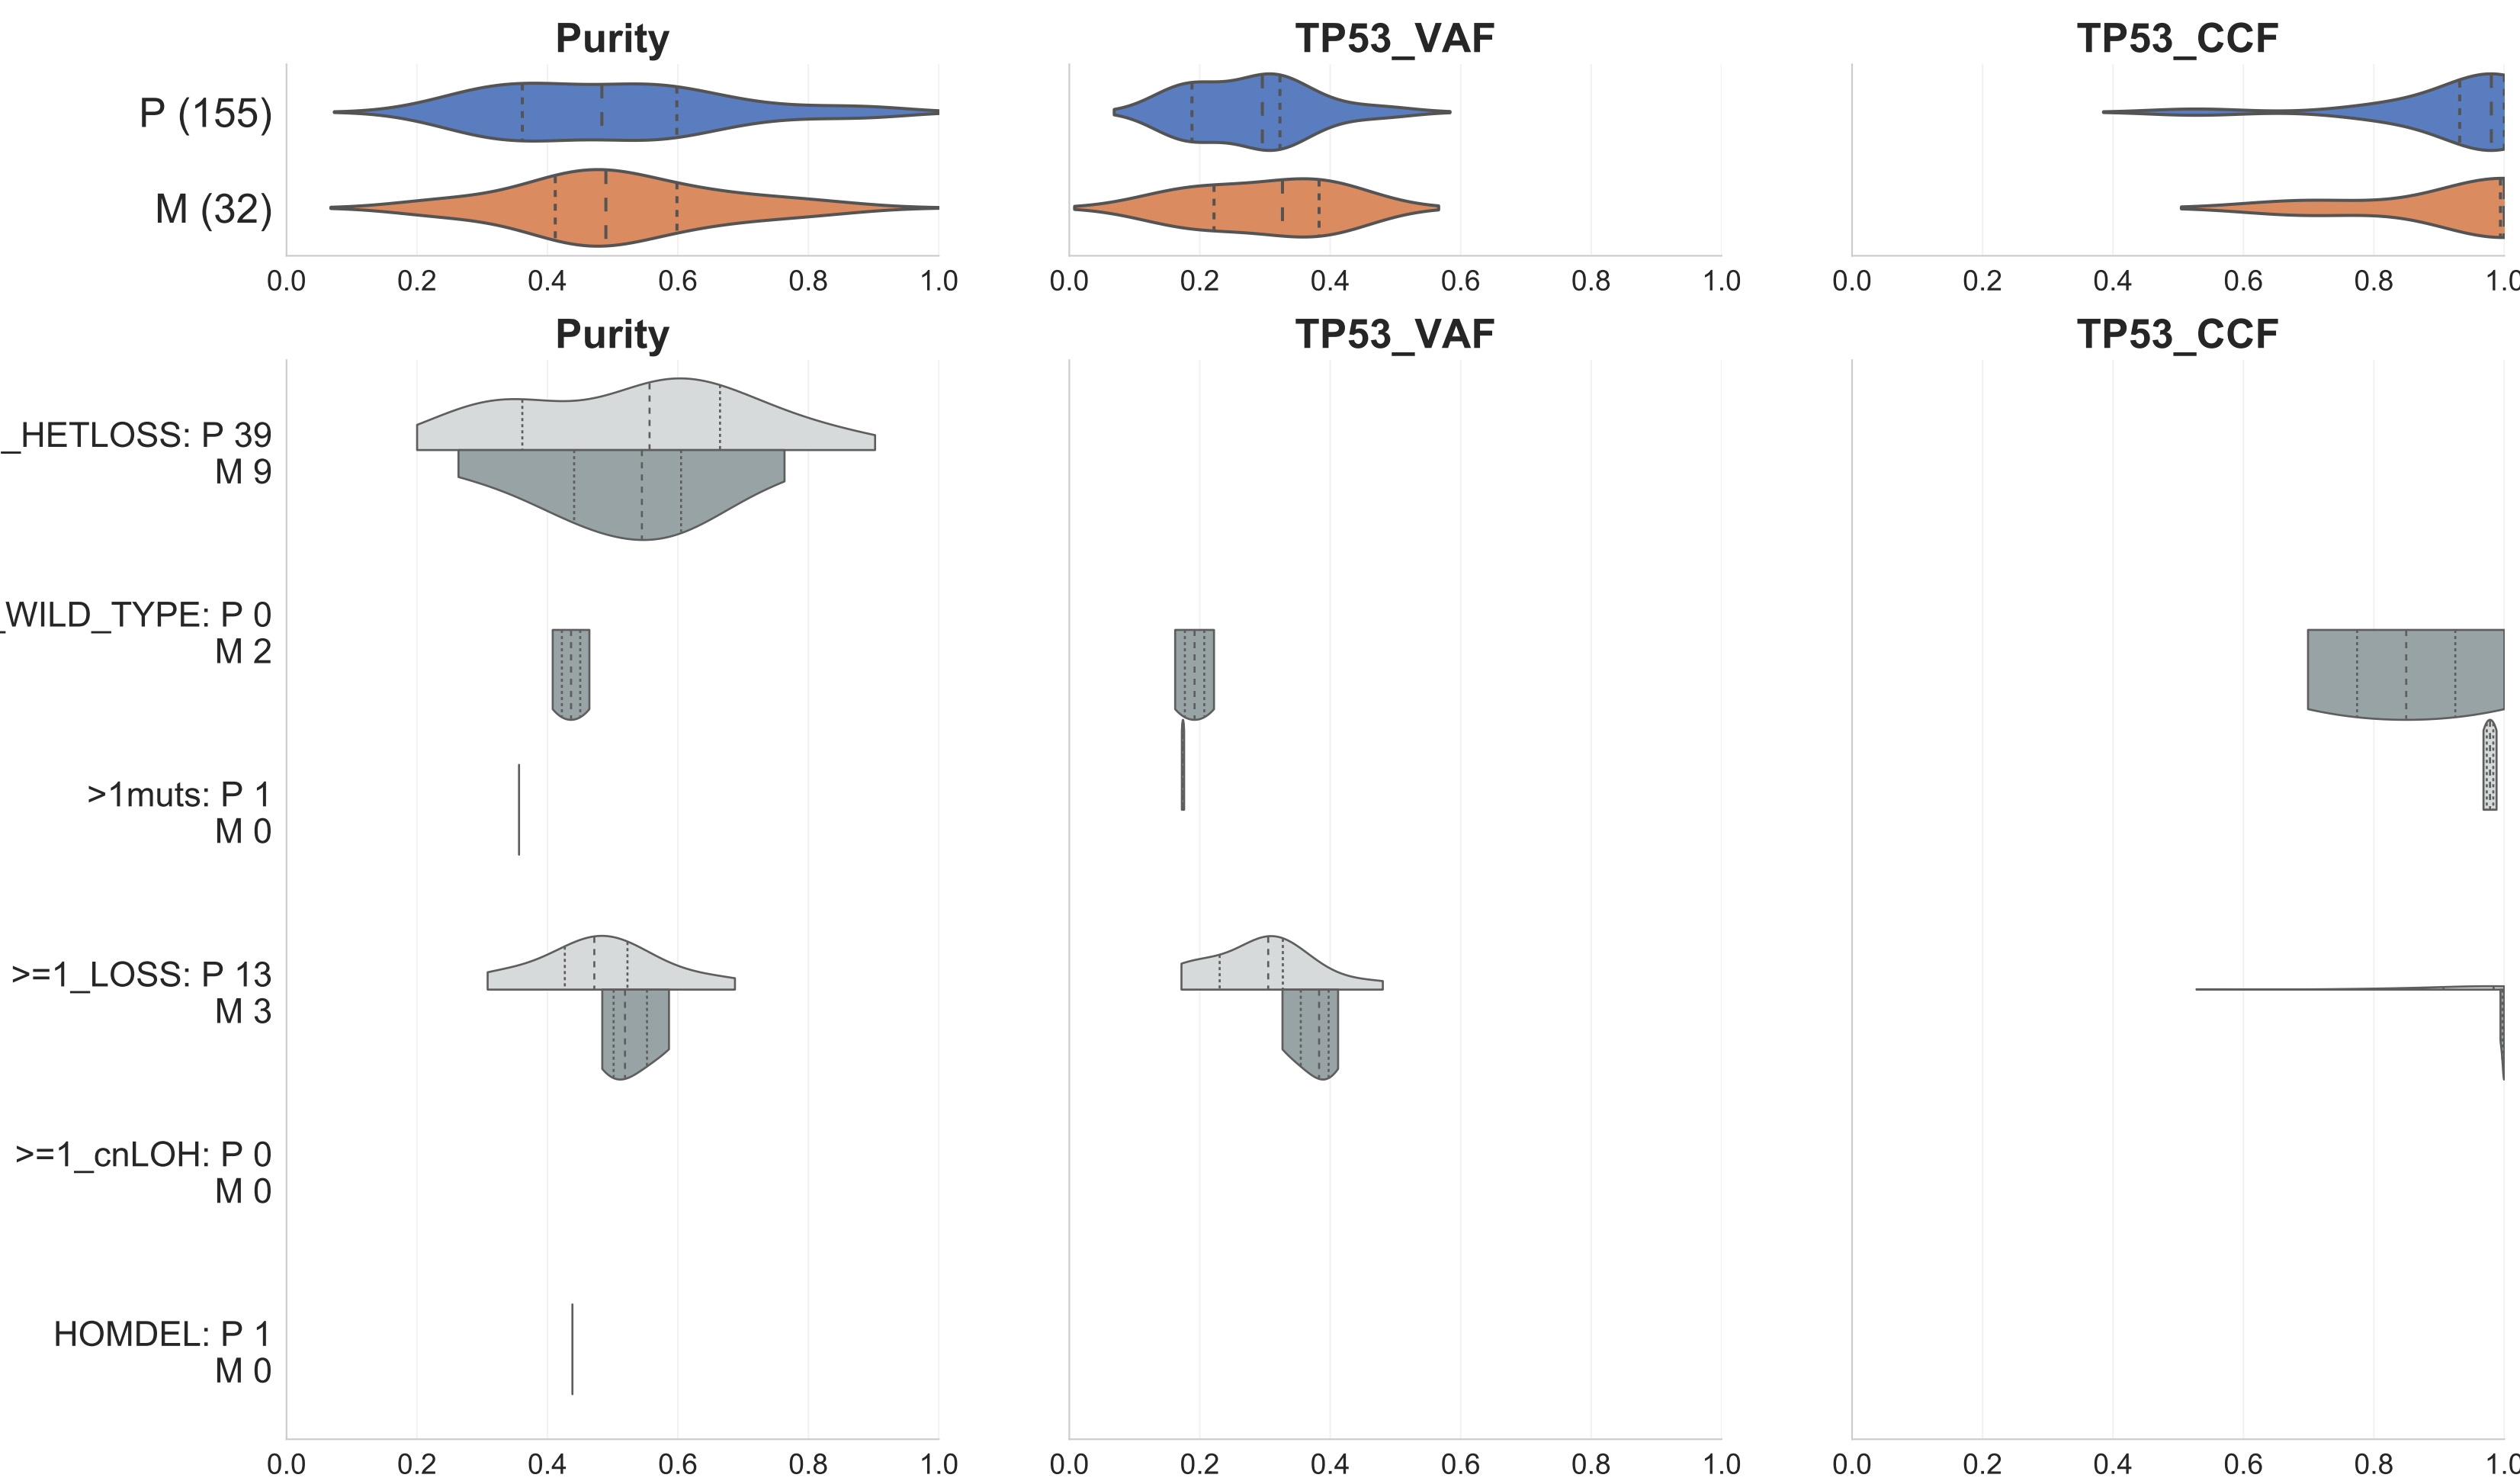 Purity TP53_VAF TP53_CCF
P (155)
M (32)
0.0 0.2 0.4 0.6 0.8 1.0 0.0 0.2 0.4 0.6 0.8 1.0 0.0 0.2 0.4 0.6 0.8 1.0
Purity TP53_VAF TP53_CCF
_HETLOSS: P 39
M 9
_WILD_TYPE: P 0
M 2
>1muts: P 1
M 0
>=1_LOSS: P 13
M 3
>=1_cnLOH: P 0
M 0
HOMDEL: P 1
M 0
0.0 0.2 0.4 0.6 0.8 1.0 0.0 0.2 0.4 0.6 0.8 1.0 0.0 0.2 0.4 0.6 0.8 1.0